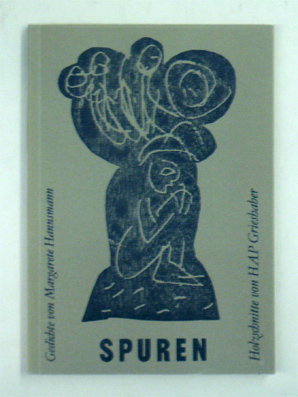 Gedichte von Margarete Hannsmann
Holzschnitte von HAP Grieshaber
SPUREN